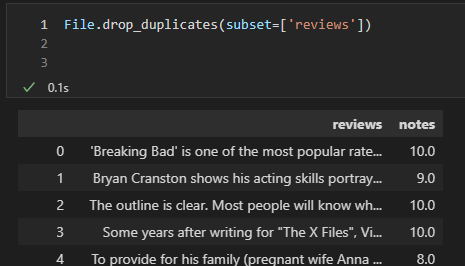 1 File.drop_duplicates(subset=['reviews'])
2
3
✓ 0.1s
reviews notes
0 'Breaking Bad' is one of the most popular rate... 10.0
1 Bryan Cranston shows his acting skills portray... 9.0
2 The outline is clear. Most people will know wh... 10.0
3 Some years after writing for "The X Files", Vi... 10.0
4 To provide for his family (pregnant wife Anna ... 8.0